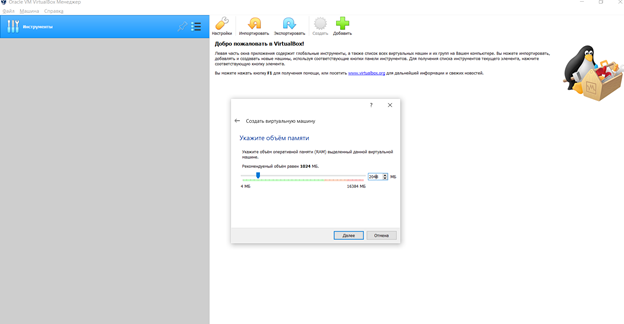 Oracle VM VirtualBox Менеджер
Файл Машина Справка
Инструменты
Настройки Импортировать Экспортировать Создать Добавить
Добро пожаловать в VirtualBox!
Левая часть окна приложения содержит глобальные инструменты, а также список всех виртуальных машин и их групп на Вашем компьютере. Вы можете импортировать,
добавлять и создавать новые машины, используя соответствующие кнопки панели инструментов. Для получения списка инструментов текущего элемента, нажмите
соответствующую кнопку элемента.
Вы можете нажать кнопку F1 для получения помощи, или посетить www.virtualbox.org для дальнейшей информации и свежих новостей.
?
Создать виртуальную машину
Укажите объём памяти
Укажите объём оперативной памяти (RAM) выделенный данной виртуальной
машине.
Рекомендуемый объём равен 1024 МБ.
2048 МБ
4 МБ 16384 МБ
Далее Отмена